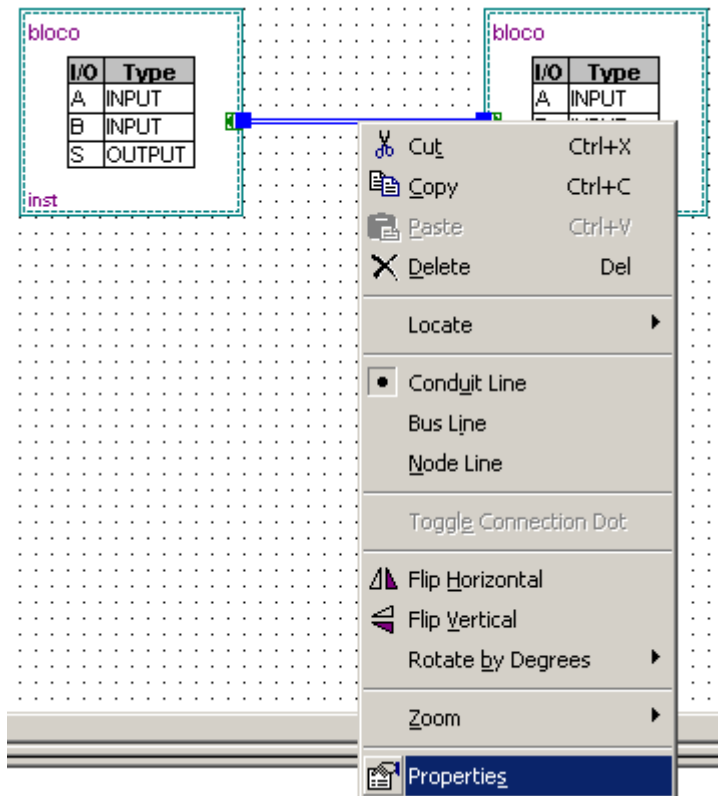 bloco
I/O Type
A INPUT
B INPUT
S OUTPUT
inst
bloco
I/O Type
A INPUT
Cut Ctrl+X
Copy Ctrl+C
Paste Ctrl+V
Delete Del
Locate
Conduit Line
Bus Line
Node Line
Toggle Connection Dot
Flip Horizontal
Flip Vertical
Rotate by Degrees
Zoom
Properties